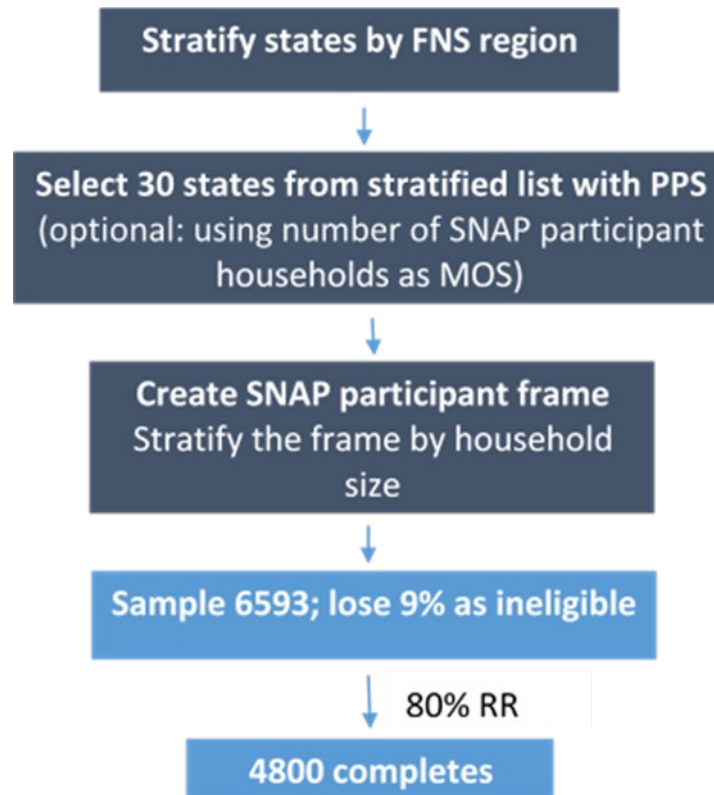 Stratify states by FNS region
Select 30 states from stratified list with PPS
(optional: using number of SNAP participant
households as MOS)
Create SNAP participant frame
Stratify the frame by household
size
Sample 6593; lose 9% as ineligible
80% RR
4800 completes